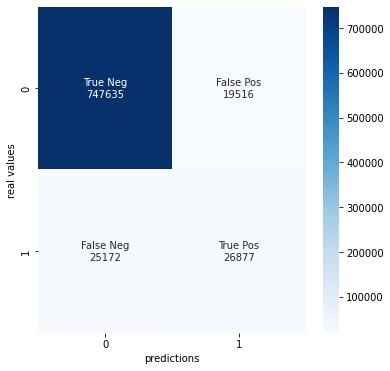 True Neg
747635
False Pos
19516
False Neg
25172
True Pos
26877
0
1
real values
0
1
predictions
700000
600000
500000
400000
300000
200000
100000